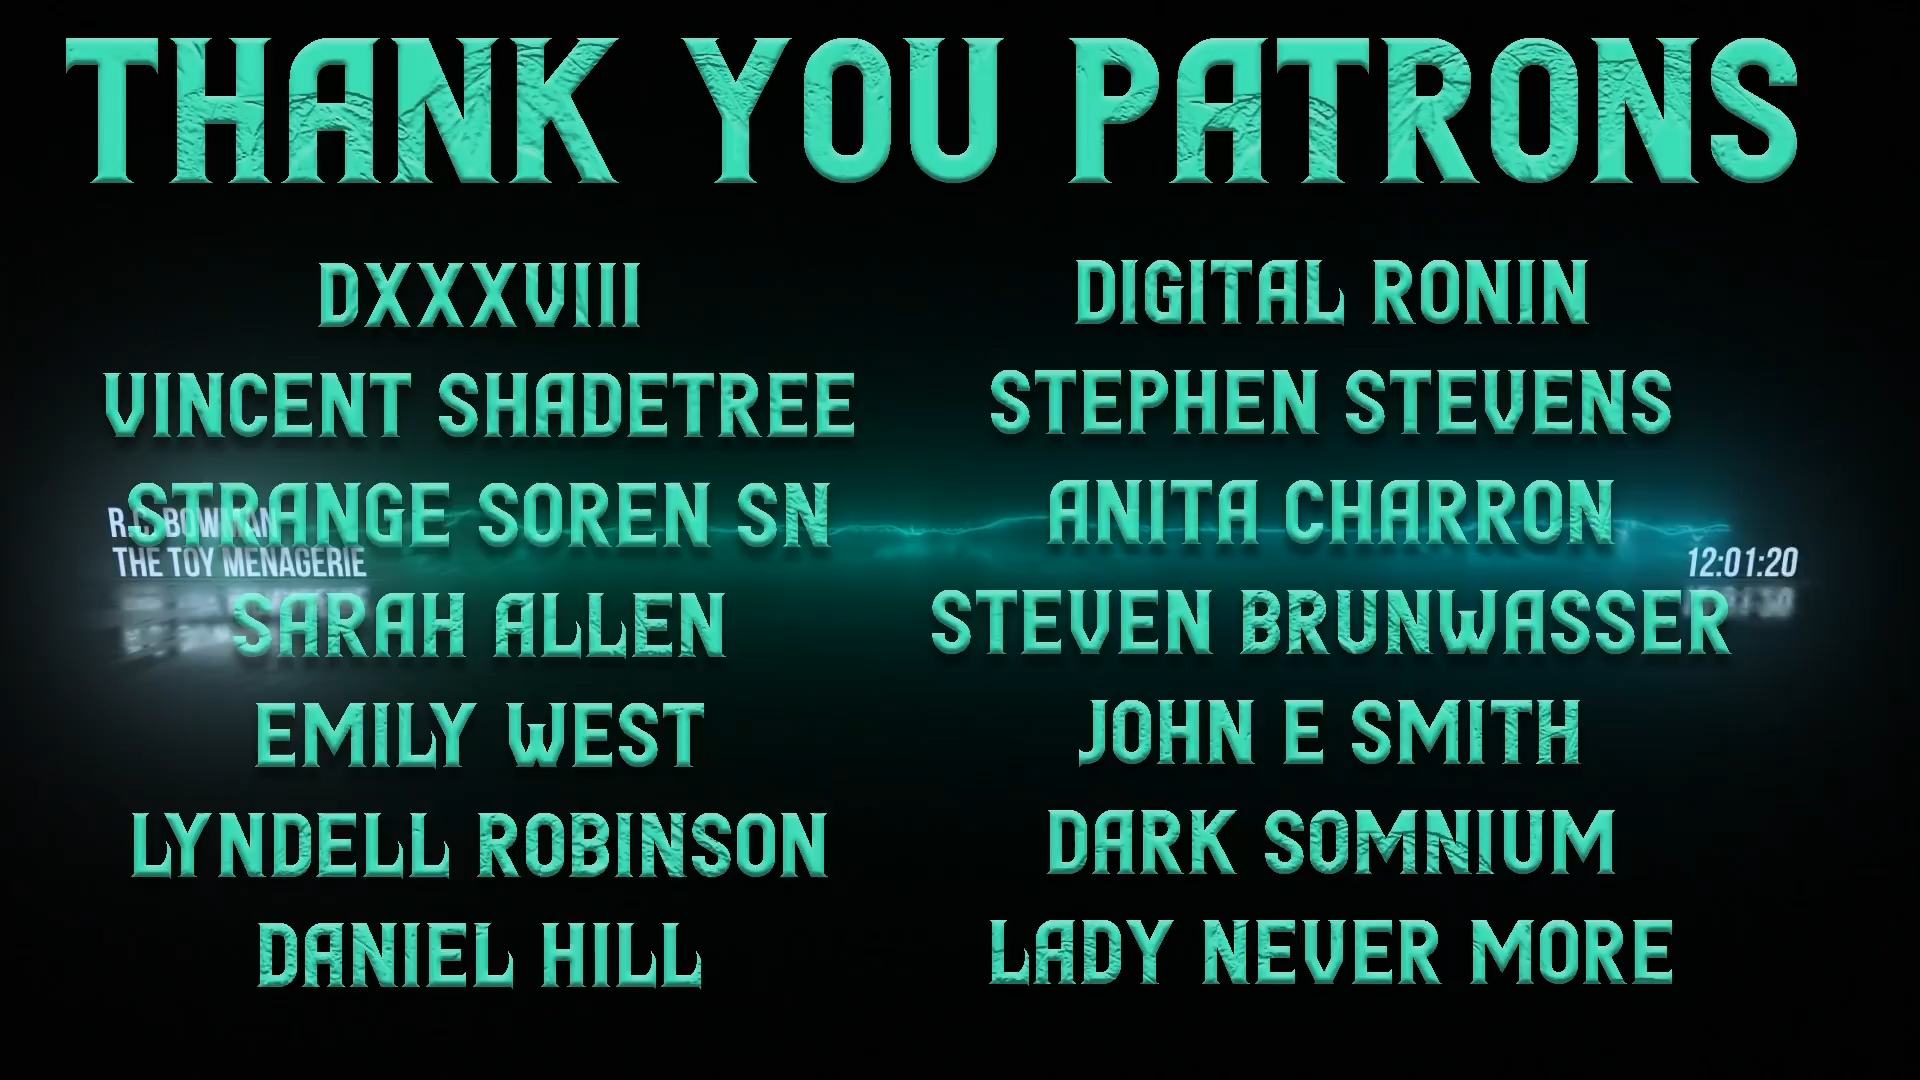 THANK YOU PATRONS
DXXXVIII
VINCENT SHADETREE
STRANGE SOREN SN
SARAH ALLEN
EMILY WEST
LYNDELL ROBINSON
DANIEL HILL
DIGITAL RONIN
STEPHEN STEVENS
ANITA CHARRON
STEVEN BRUNWASSER
JOHN E SMITH
DARK SOMNIUM
LADY NEVER MORE
R.C. BOWMAN
THE TOY MENAGERIE
12:01:20